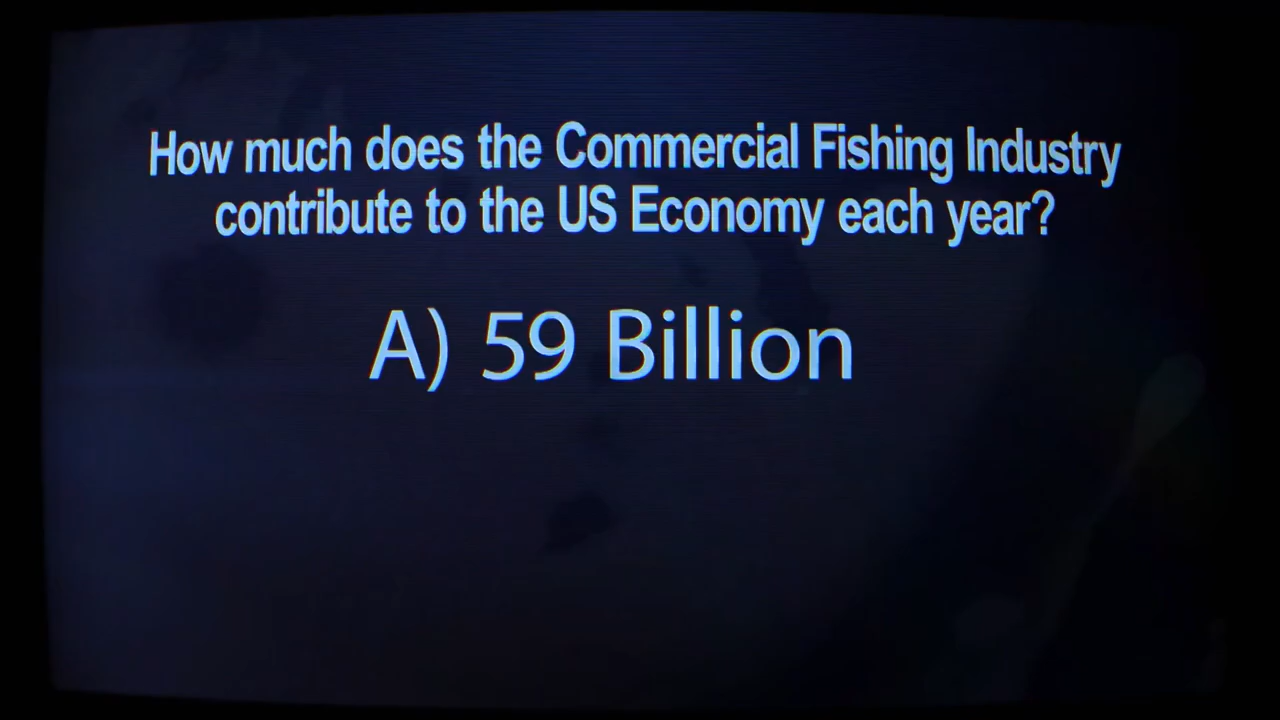 How much does the Commercial Fishing Industry
contribute to the US Economy each year?
A) 59 Billion